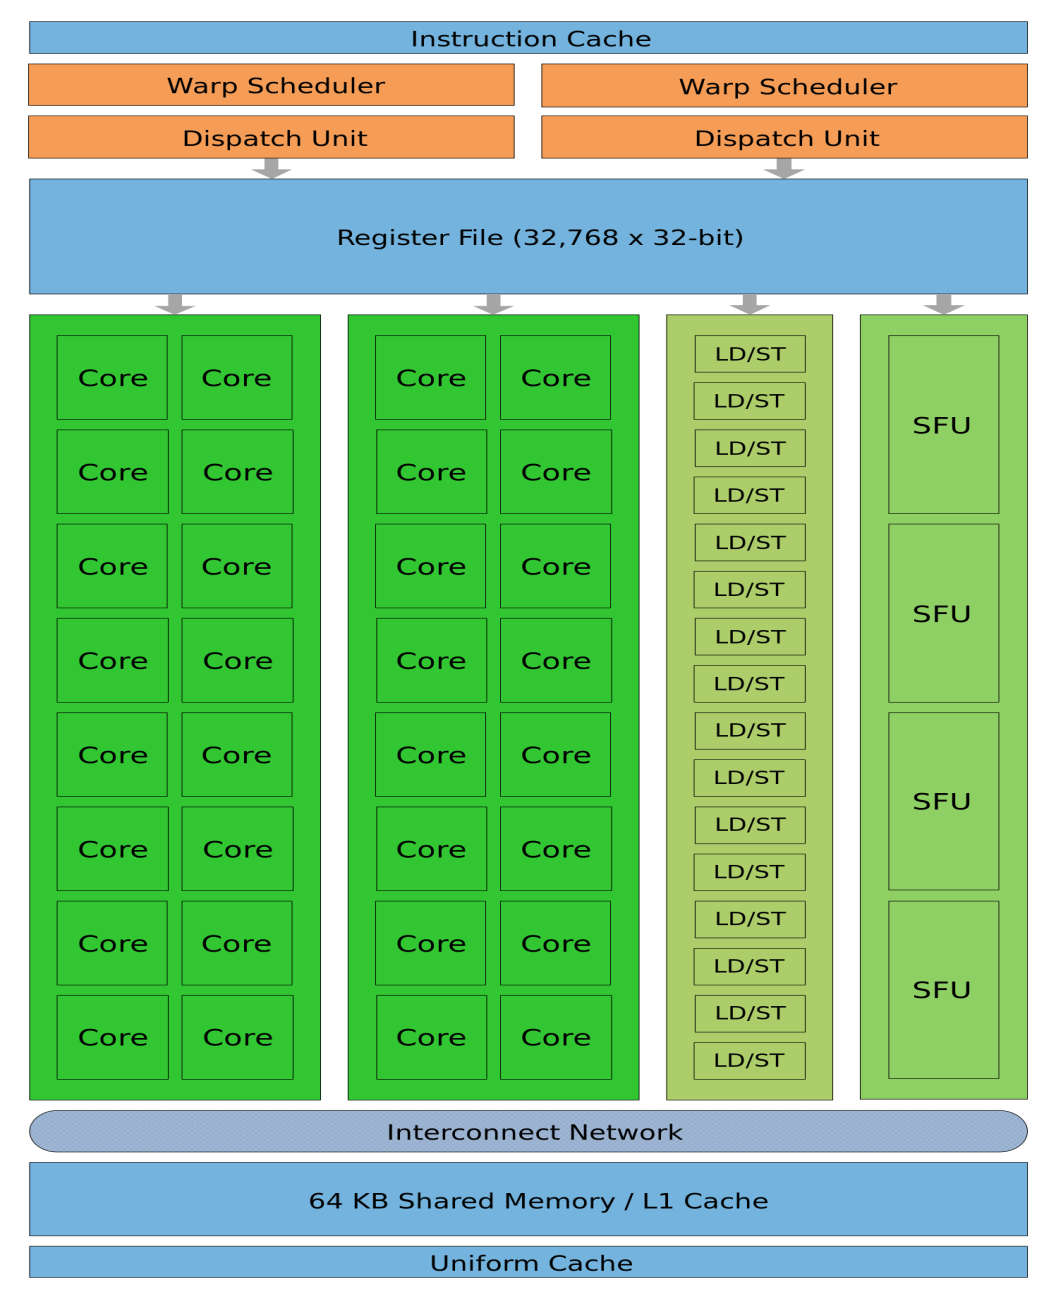 Instruction Cache
Warp Scheduler
Warp Scheduler
Dispatch Unit
Dispatch Unit
Register File (32,768 x 32-bit)
Core Core Core Core LD/ST SFU
LD/ST
Core Core Core Core LD/ST
LD/ST
Core Core Core Core LD/ST SFU
LD/ST
Core Core Core Core LD/ST
LD/ST
Core Core Core Core LD/ST SFU
LD/ST
Core Core Core Core LD/ST
LD/ST
Core Core Core Core LD/ST SFU
LD/ST
Core Core Core Core LD/ST
LD/ST
Interconnect Network
64 KB Shared Memory / L1 Cache
Uniform Cache